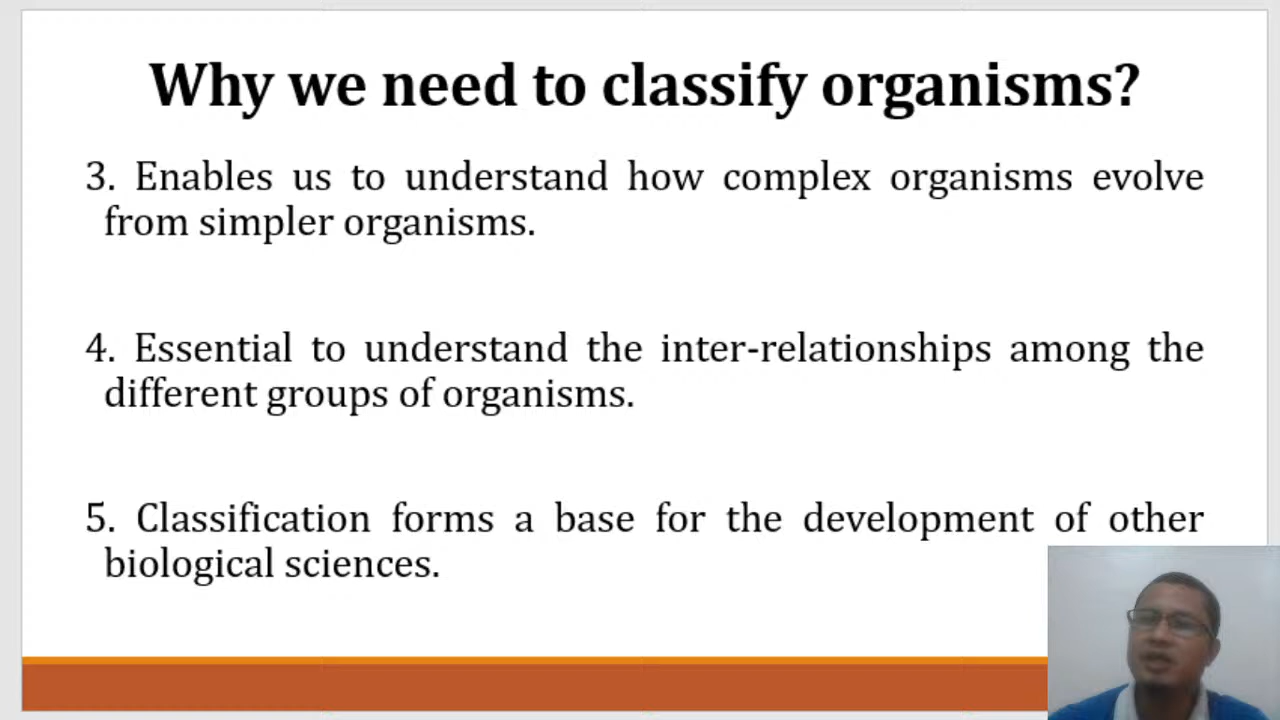 Why we need to classify organisms?
3. Enables us to understand how complex organisms evolve
from simpler organisms.
4. Essential to understand the inter-relationships among the
different groups of organisms.
5. Classification forms a base for the development of other
biological sciences.